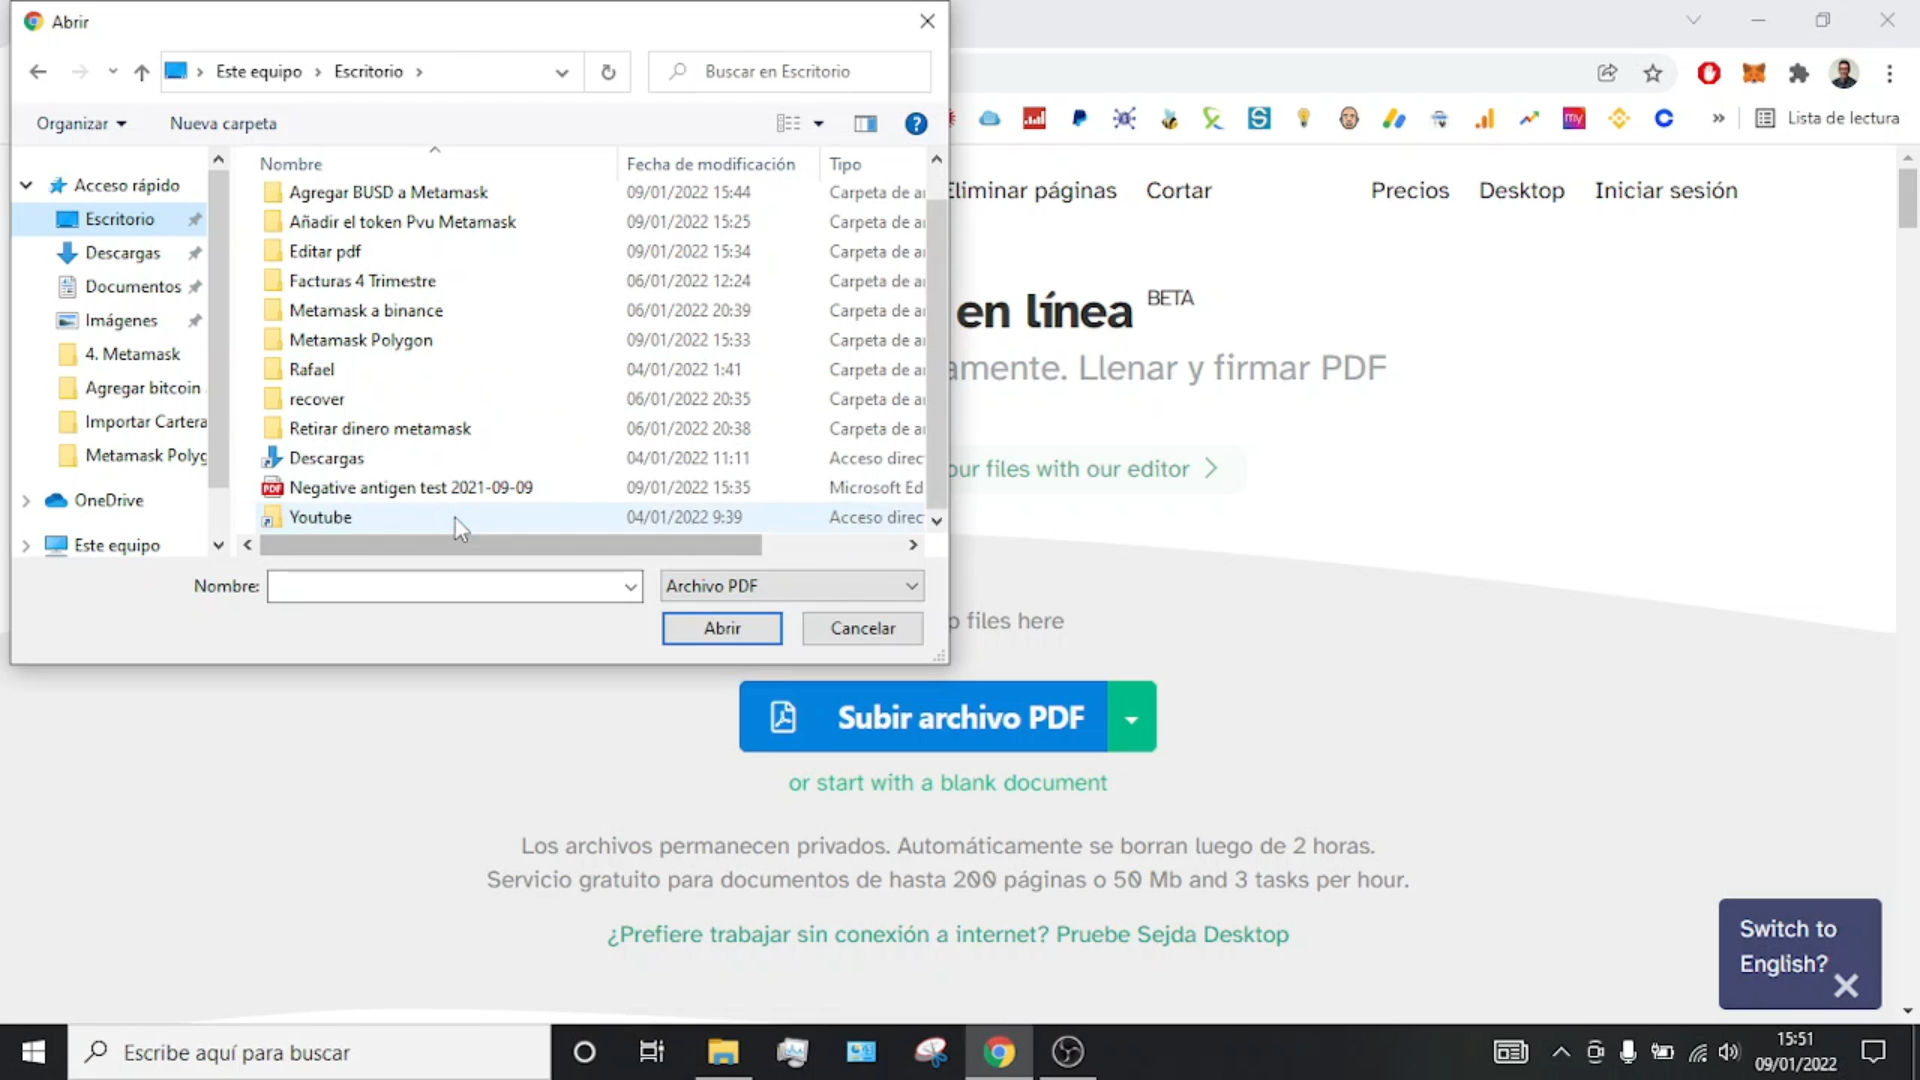 Abrir
Este equipo
Escritorio
Buscar en Escritorio
Organizar
Nueva carpeta
Lista de lectura
Nombre
Fecha de modificación
Tipo
Acceso rápido
Escritorio
Descargas
Documentos
Imágenes
4. Metamask
Agregar bitcoin
Importar Cartera
Metamask Polyg
OneDrive
Este equipo
Agregar BUSD a Metamask 09/01/2022 15:44 Carpeta de a
Añadir el token Pvu Metamask 09/01/2022 15:25 Carpeta de a
Editar pdf 09/01/2022 15:34 Carpeta de a
Facturas 4 Trimestre 06/01/2022 12:24 Carpeta de a
Metamask a binance 06/01/2022 20:39 Carpeta de a
Metamask Polygon 09/01/2022 15:33 Carpeta de a
Rafael 04/01/2022 1:41 Carpeta de a
recover 06/01/2022 20:35 Carpeta de a
Retirar dinero metamask 06/01/2022 20:38 Carpeta de a
Descargas 04/01/2022 11:11 Acceso direc
PDF Negative antigen test 2021-09-09 09/01/2022 15:35 Microsoft Ed
Youtube 04/01/2022 9:39 Acceso direc
Nombre:
Archivo PDF
Abrir
Cancelar
my
Eliminar páginas
Cortar
Precios
Desktop
Iniciar sesión
en línea BETA
amente. Llenar y firmar PDF
our files with our editor
p files here
Subir archivo PDF
or start with a blank document
Los archivos permanecen privados. Automáticamente se borran luego de 2 horas.
Servicio gratuito para documentos de hasta 200 páginas o 50 Mb and 3 tasks per hour.
¿Prefiere trabajar sin conexión a internet? Pruebe Sejda Desktop
Switch to
English?
Escribe aquí para buscar
15:51
09/01/2022